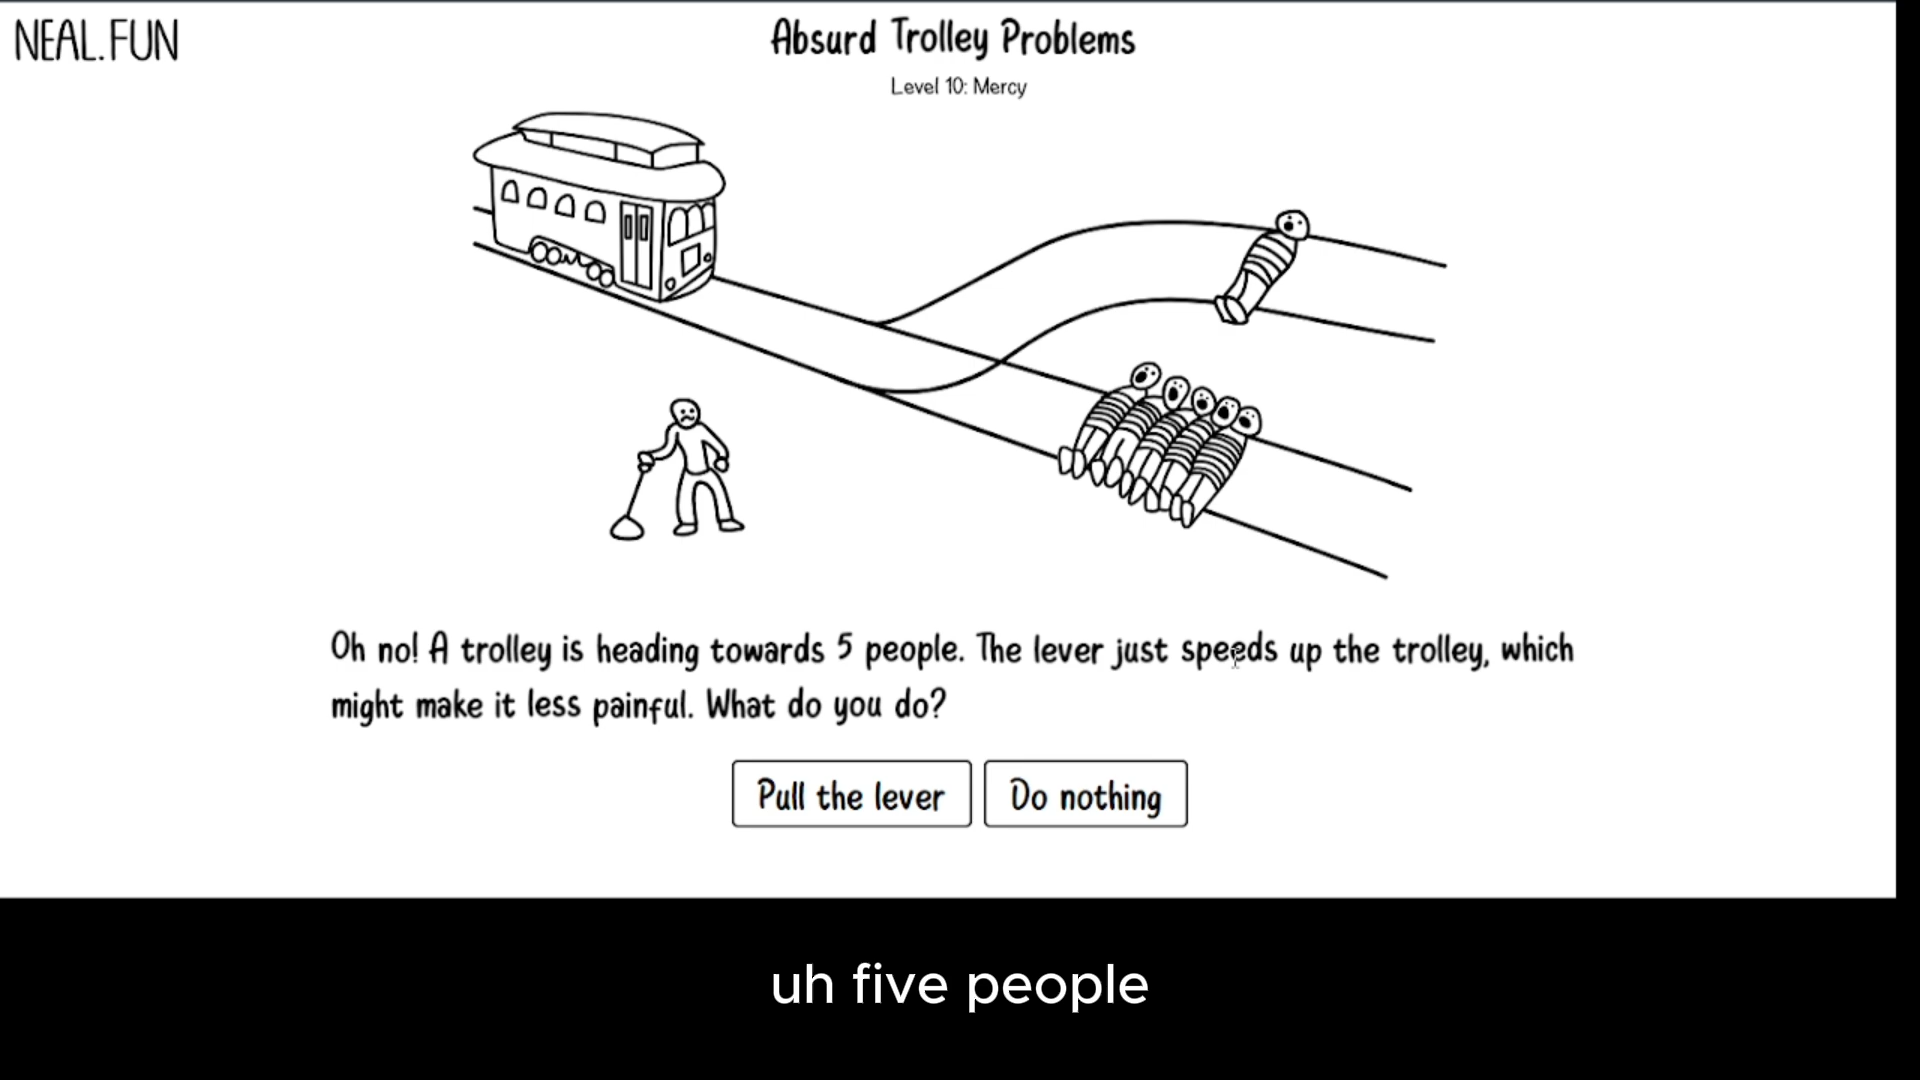 NEAL.FUN
Absurd Trolley Problems
Level 10: Mercy
Oh no! A trolley is heading towards 5 people. The lever just speeds up the trolley, which
might make it less painful. What do you do?
Pull the lever
Do nothing
uh five people